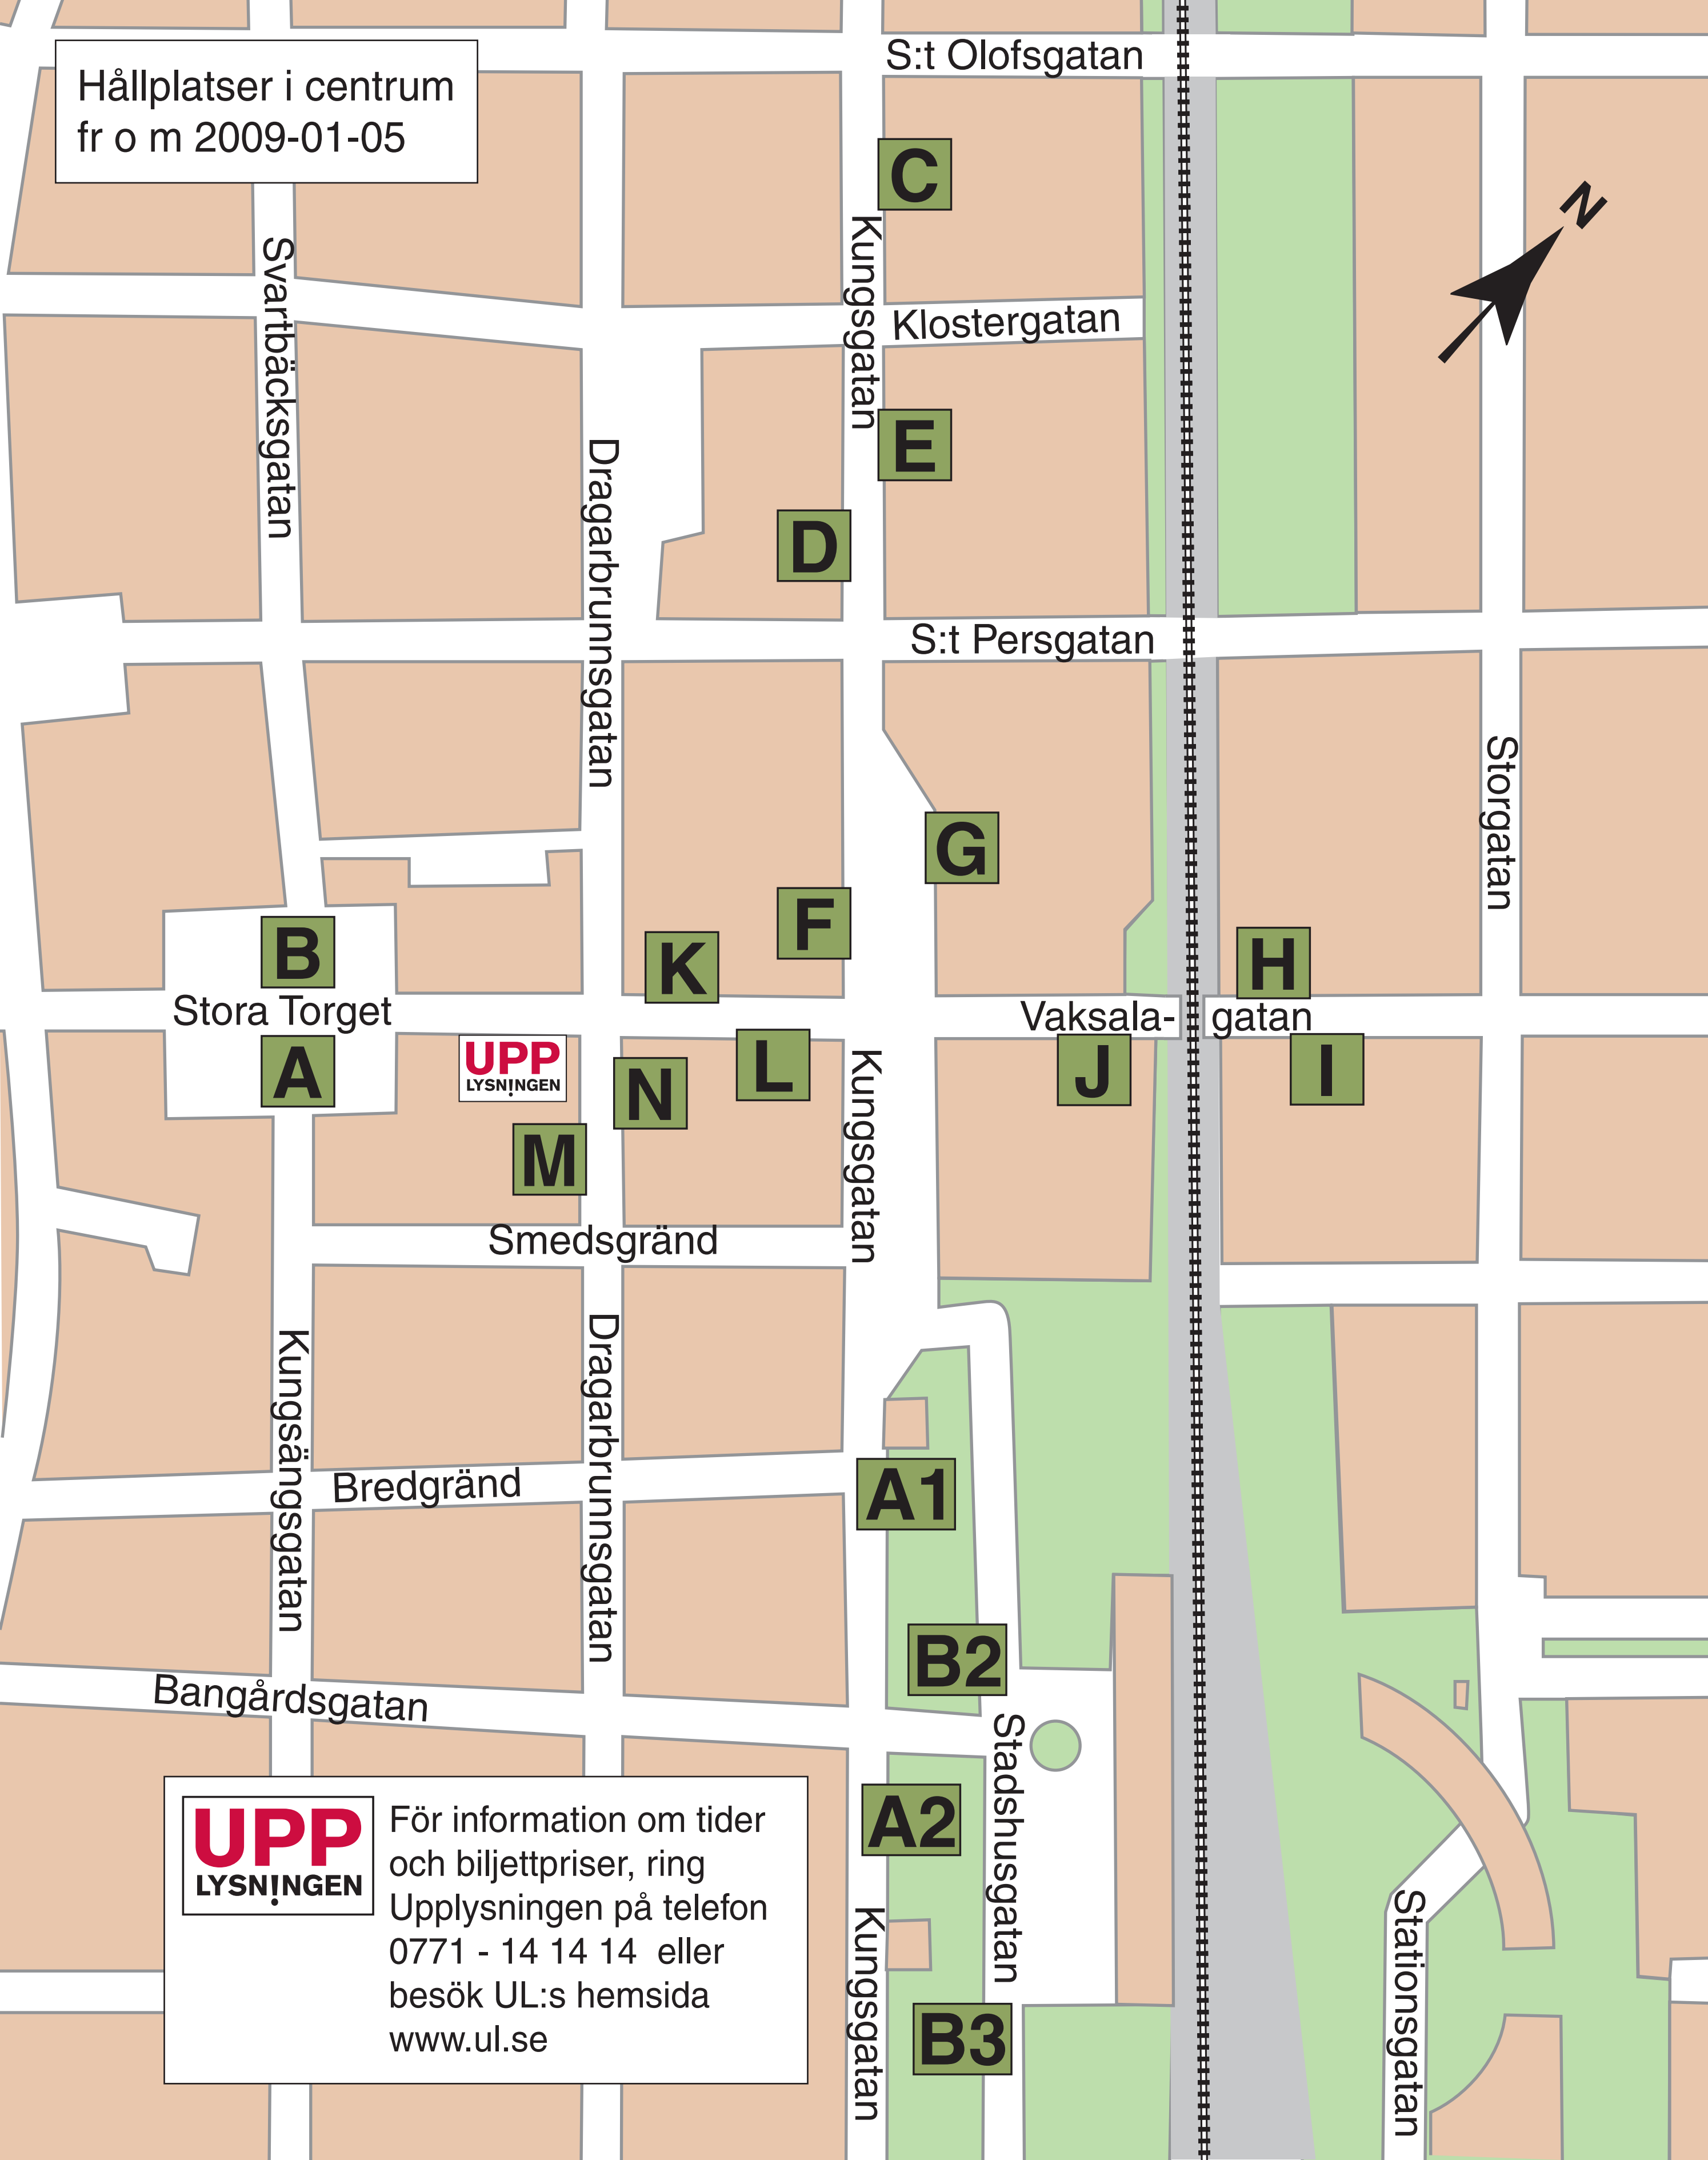 S:t Olofsgatan
Hållplatser i centrum
fr o m 2009-01-05
C
N
Kungsgatan
Svartbäcksgatan
Klostergatan
E
Dragarbrunnsgatan
D
S:t Persgatan
Storgatan
G
F
B
K
H
Stora Torget
Vaksala- gatan
A
UPP
LYSNINGEN
N
L
J
I
Kungsgatan
M
Smedsgränd
Kungsängsgatan
Dragarbrunnsgatan
Bredgränd
A1
B2
Bangårdsgatan
Stadshusgatan
A2
UPP
LYSNINGEN
För information om tider
och biljettpriser, ring
Upplysningen på telefon
0771 - 14 14 14 eller
besök UL:s hemsida
www.ul.se
Kungsgatan
Stationsgatan
B3